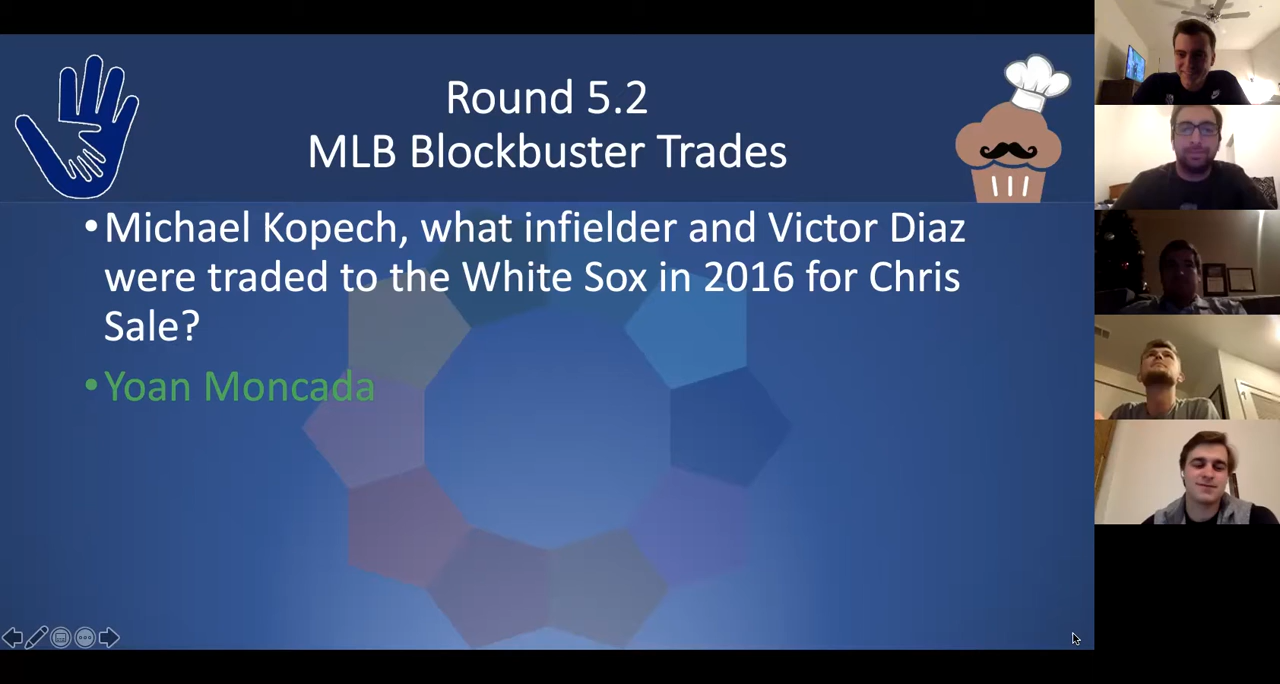 Round 5.2
MLB Blockbuster Trades
•Michael Kopech, what infielder and Victor Diaz
were traded to the White Sox in 2016 for Chris
Sale?
•Yoan Moncada